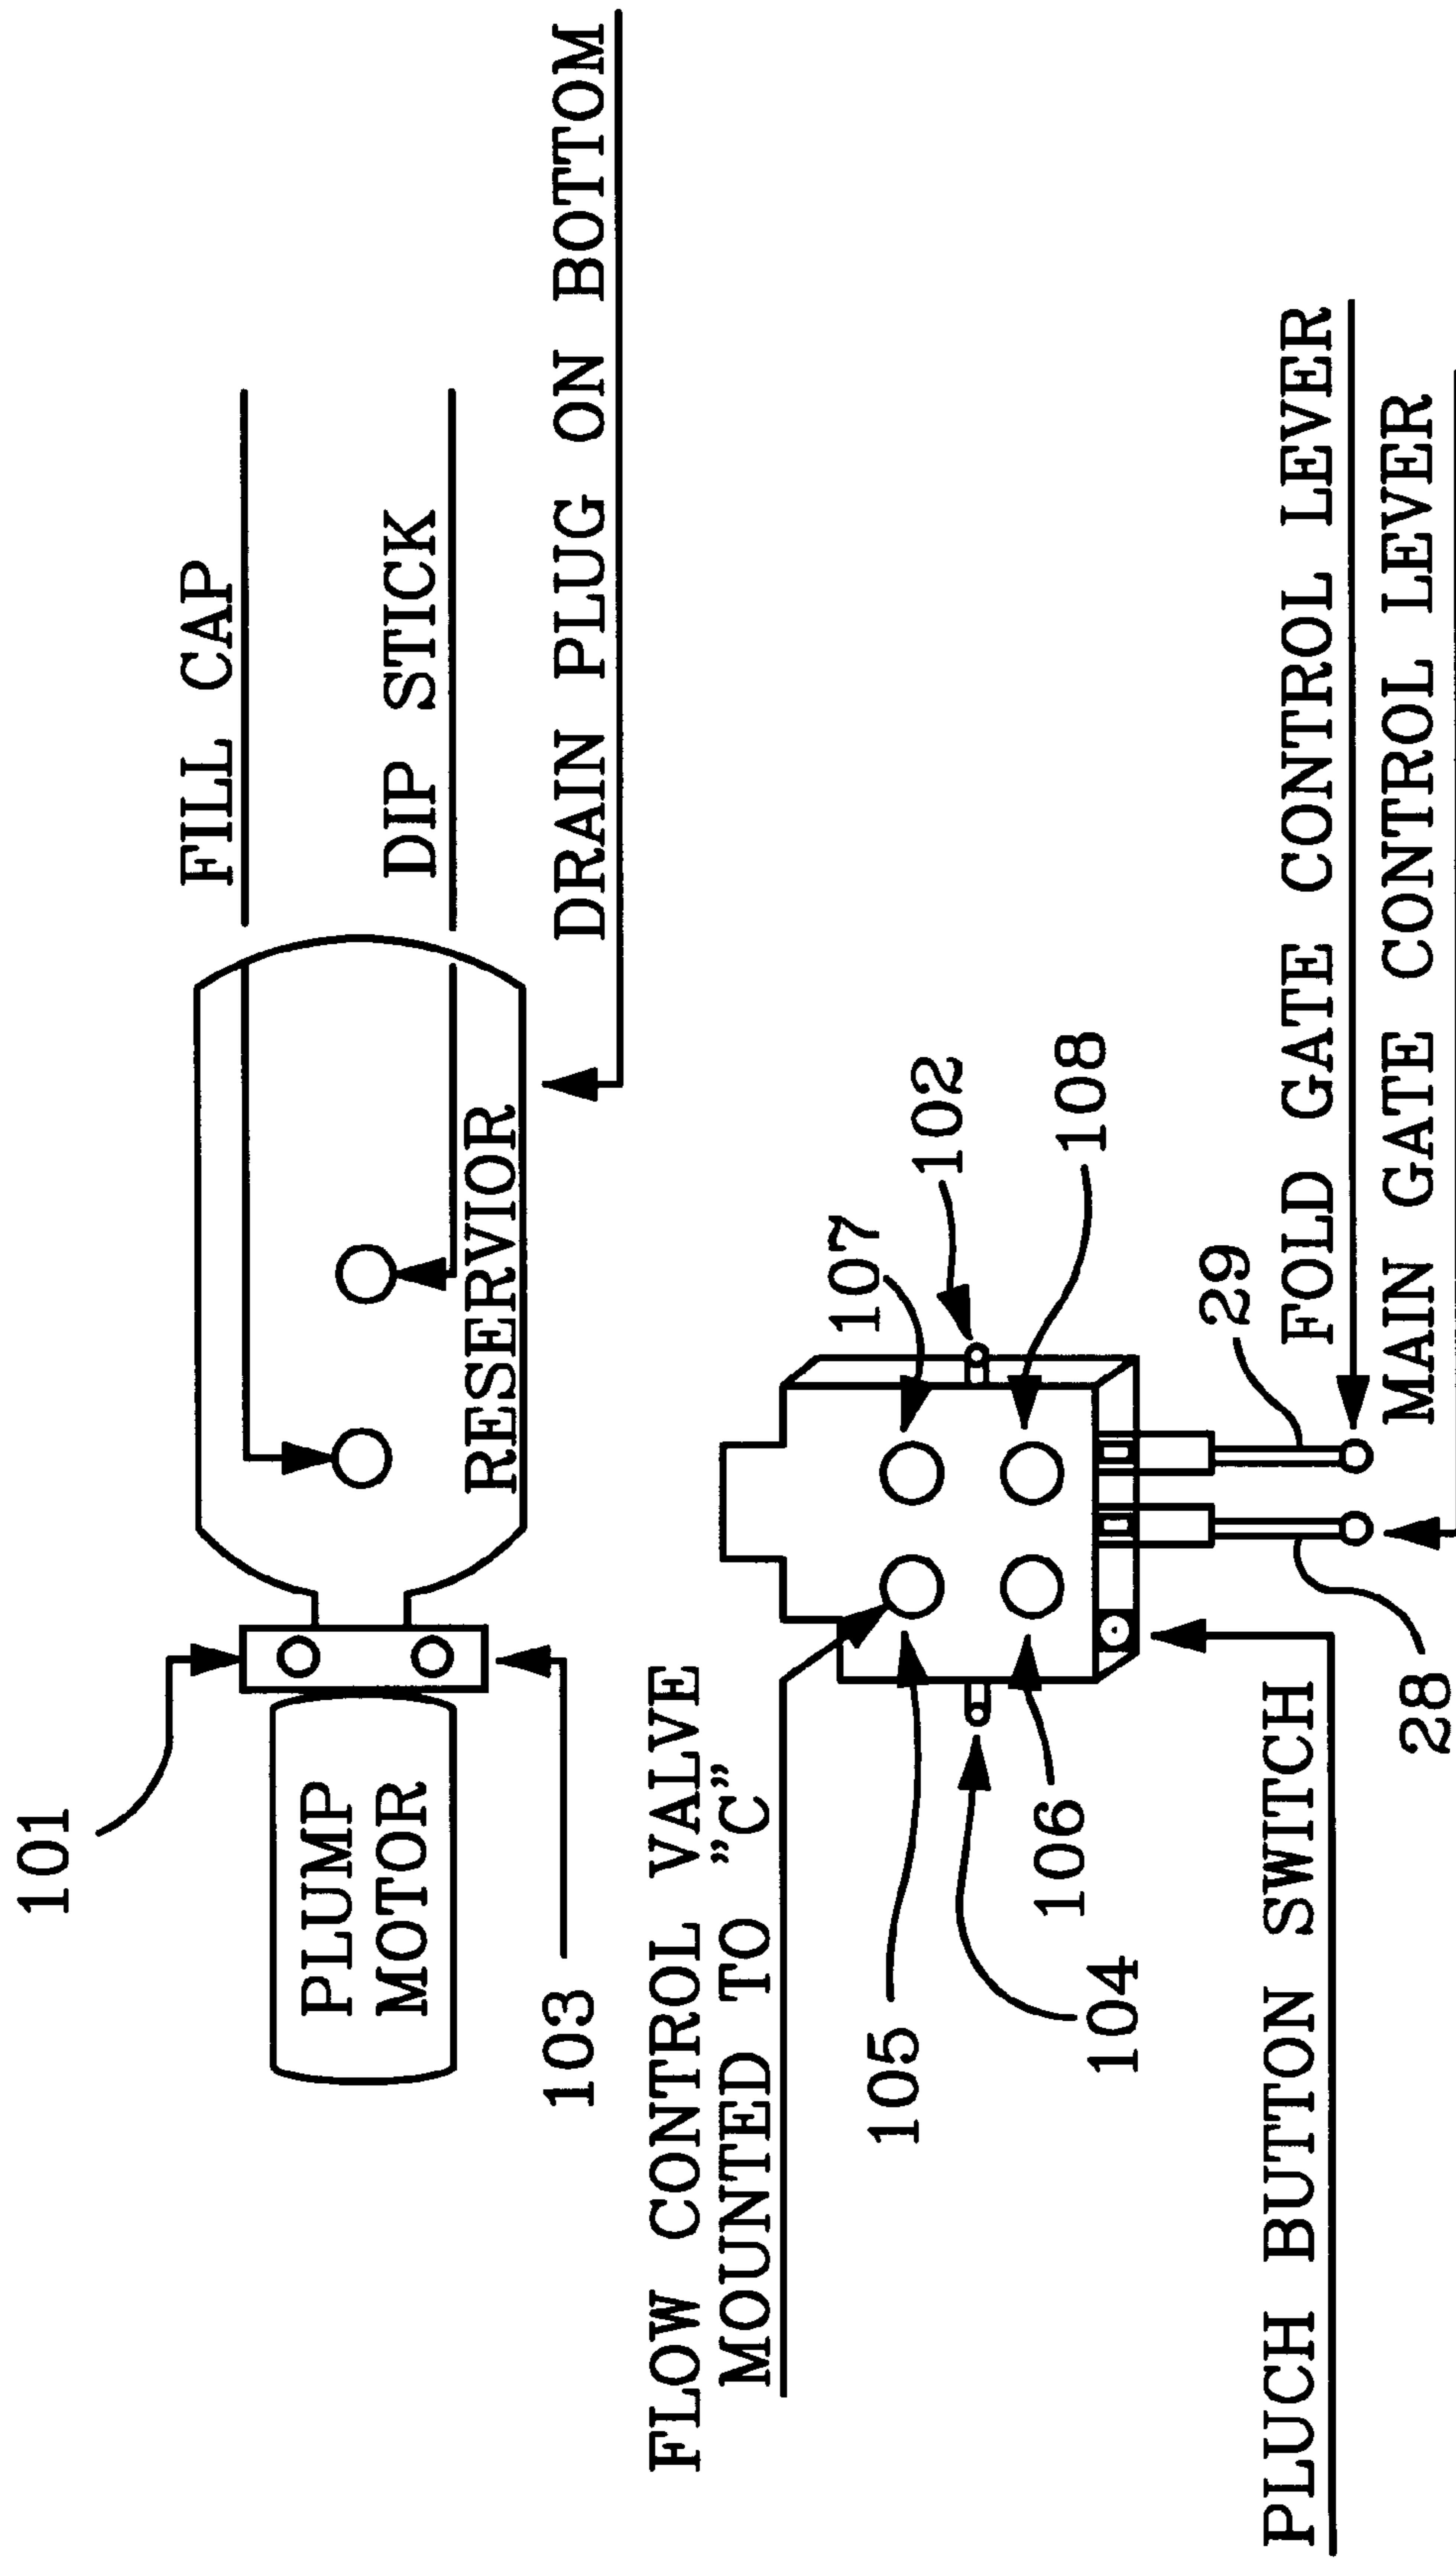 101
FILL CAP
DIP STICK
PLUMP
MOTOR
RESERVIOR
103
DRAIN PLUG ON BOTTOM
FLOW CONTROL VALVE
MOUNTED TO "C"
107
102
105
106
108
104
29
PLUCH BUTTON SWITCH
FOLD GATE CONTROL LEVER
28
MAIN GATE CONTROL LEVER